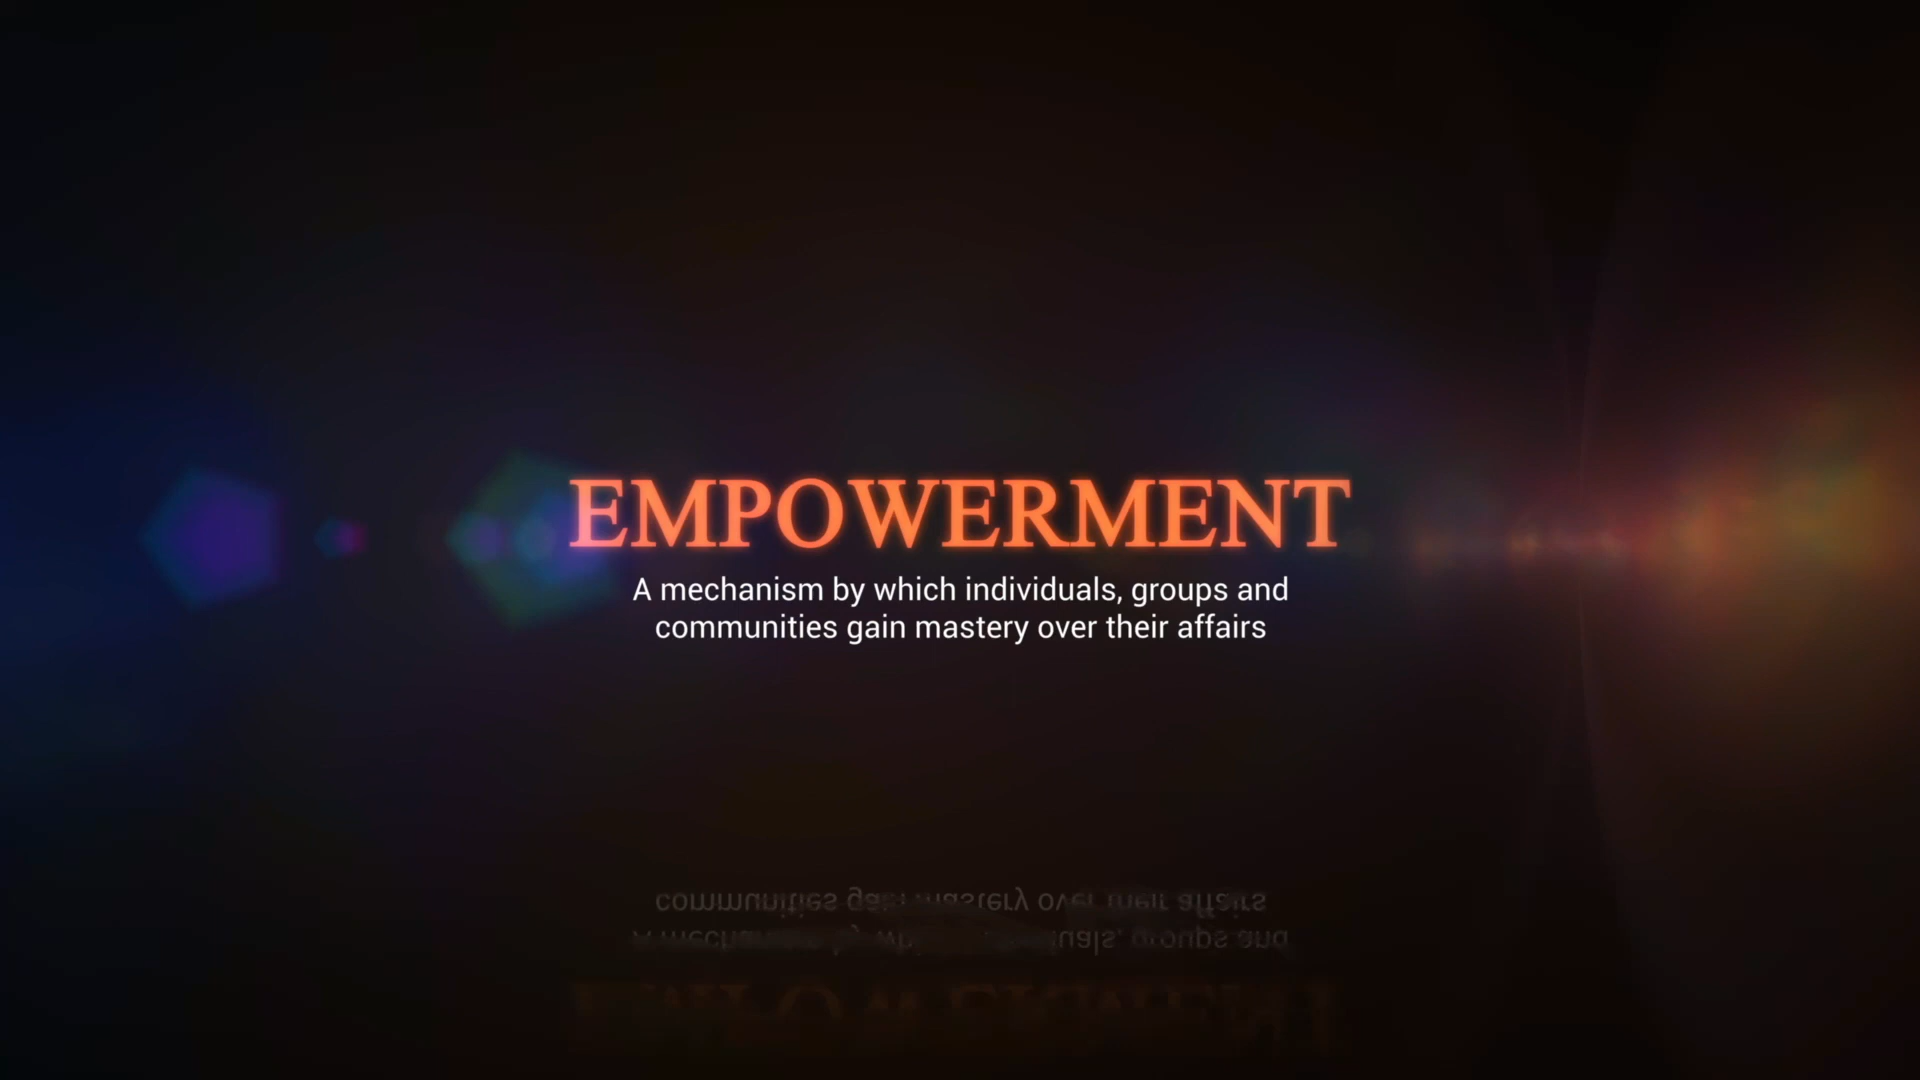 EMPOWERMENT
A mechanism by which individuals, groups and
communities gain mastery over their affairs